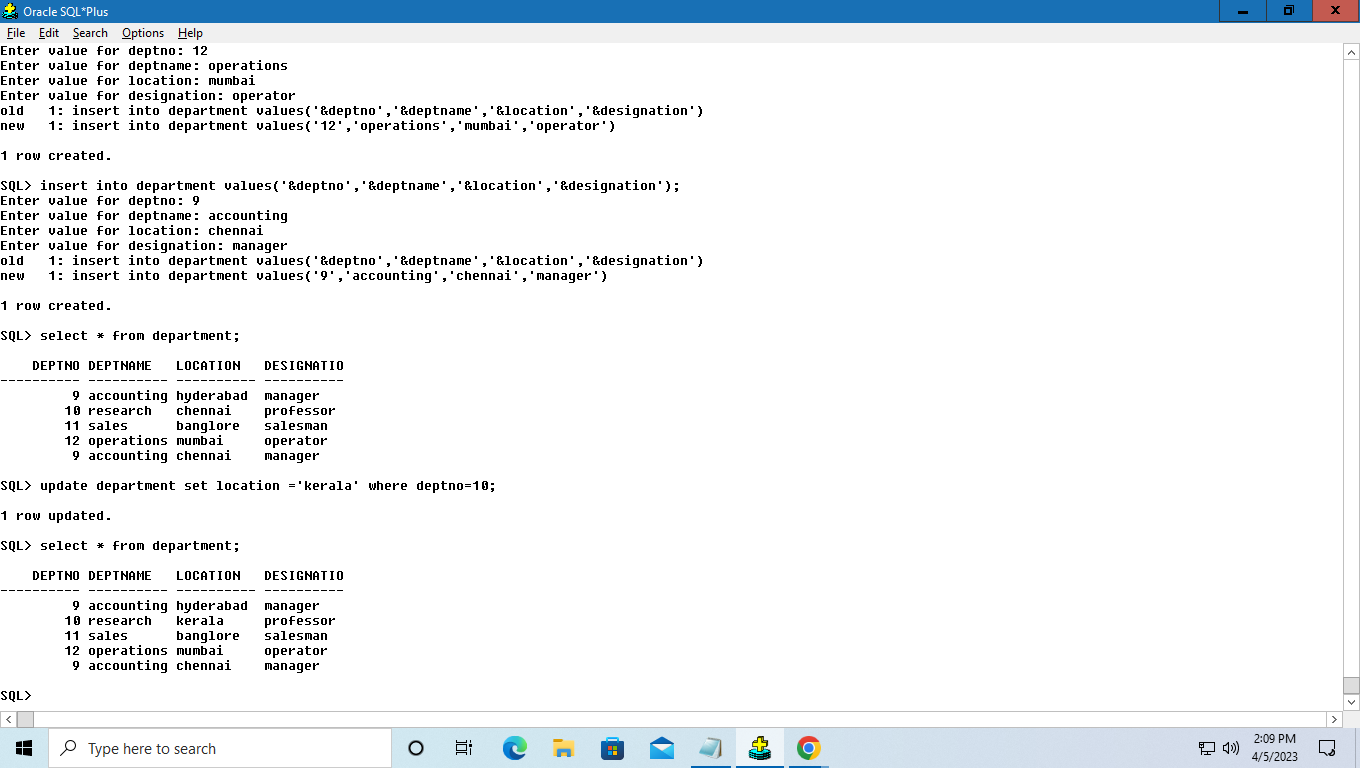 Oracle SQL*Plus
File Edit Search Options Help
Enter value for deptno: 12
Enter value for deptname: operations
Enter value for location: mumbai
Enter value for designation: operator
old   1: insert into department values('&deptno','&deptname','&location','&designation')
new   1: insert into department values('12','operations','mumbai','operator')
1 row created.
SQL> insert into department values('&deptno','&deptname','&location','&designation');
Enter value for deptno: 9
Enter value for deptname: accounting
Enter value for location: chennai
Enter value for designation: manager
old   1: insert into department values('&deptno','&deptname','&location','&designation')
new   1: insert into department values('9','accounting','chennai','manager')
1 row created.
SQL> select * from department;
    DEPTNO DEPTNAME   LOCATION   DESIGNATIO
---------- ---------- ---------- ----------
         9 accounting hyderabad  manager
        10 research   chennai    professor
        11 sales      banglore   salesman
        12 operations mumbai     operator
         9 accounting chennai    manager
SQL> update department set location ='kerala' where deptno=10;
1 row updated.
SQL> select * from department;
    DEPTNO DEPTNAME   LOCATION   DESIGNATIO
---------- ---------- ---------- ----------
         9 accounting hyderabad  manager
        10 research   kerala     professor
        11 sales      banglore   salesman
        12 operations mumbai     operator
         9 accounting chennai    manager
SQL>
Type here to search
2:09 PM
4/5/2023